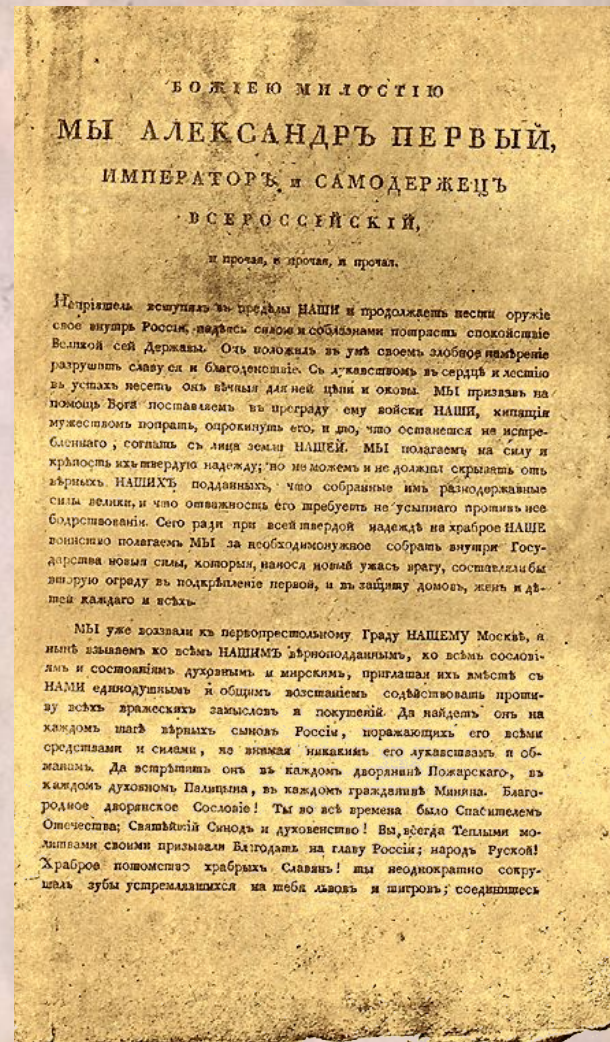 БОЖІЕЮ МИЛОСТІЮ
МЫ АЛЕКСАНДРЪ ПЕРВЫЙ,
ИМПЕРАТОРЪ и САМОДЕРЖЕЦЪ
ВСЕРОССІЙСКІЙ,
и прочая, и прочая, и прочая.
Непріятель вступилъ въ предѣлы НАШИ и продолжаетъ нести оружіе
свое внутрь Россіи, надѣясь силою и соблазнами потрясть спокойствіе
Великой сей Державы. Онъ положилъ въ умѣ своемъ злобное намѣреніе
разрушить славу ея и благоденствіе. Съ лукавствомъ въ сердцѣ и лестію
въ устахъ несетъ онъ вѣчныя для ней цѣпи и оковы. МЫ призвавъ на
помощь Бога поставляемъ въ преграду ему войски НАШИ, кипящія
мужествомъ попрать, опрокинуть его, и то, что останется не истре-
бленнаго, согнать съ лица земли НАШЕЙ. МЫ полагаемъ на силу и
крѣпость ихъ твердую надежду; но не можемъ и не должны скрывать отъ
вѣрныхъ НАШИХЪ подданныхъ, что собранныя имъ разнодержавныя
силы велики, и что отважность его требуетъ не усыпнаго противъ нее
бодрствованія. Сего ради при всей твердой надеждѣ на храброе НАШЕ
воинство полагаемъ МЫ за необходимонужное собрать внутри Госу-
дарства новыя силы, которыя, нанося новый ужасъ врагу, составляли бы
вторую ограду въ подкрѣпленіе первой, и въ защиту домовъ, женъ и дѣ-
тей каждаго и всѣхъ.
МЫ уже воззвали къ первопрестольному Граду НАШЕМУ Москвѣ, а
нынѣ взываемъ ко всѣмъ НАШИМЪ вѣрноподданнымъ, ко всѣмъ сослові-
ямъ и состояніямъ духовнымъ и мирскимъ, приглашая ихъ вмѣстѣ съ
НАМИ единодушнымъ и общимъ возстаніемъ содѣйствовать проти-
ву всѣхъ вражескихъ замысловъ и покушеній. Да найдетъ онъ на
каждомъ шагѣ вѣрныхъ сыновъ Россіи, поражающихъ его всѣми
средствами и силами, не внимая никакимъ его лукавствамъ и об-
манамъ. Да встрѣтитъ онъ въ каждомъ дворянинѣ Пожарскаго, въ
каждомъ духовномъ Палицына, въ каждомъ гражданинѣ Минина. Благо-
родное дворянское Сословіе! Ты во всѣ времена было Спасителемъ
Отечества; Святѣйшій Синодъ и духовенство! Вы всегда Теплыми мо-
литвами своими призывали Благодать на главу Россіи; народъ Руской!
Храброе потомство храбрыхъ Славянъ! ты неоднократно сокру-
шалъ зубы устремлявшихся на тебя львовъ и тигровъ; соединитесь